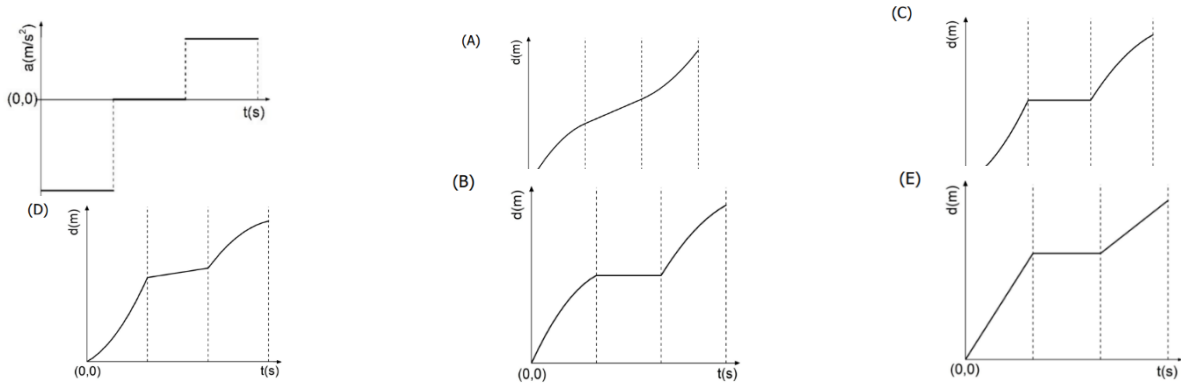 a(m/s²)
(0,0)
t(s)
(A)
d(m)
(C)
d(m)
(D)
d(m)
(0,0)
t(s)
(B)
d(m)
(0,0)
t(s)
(E)
d(m)
(0,0)
t(s)